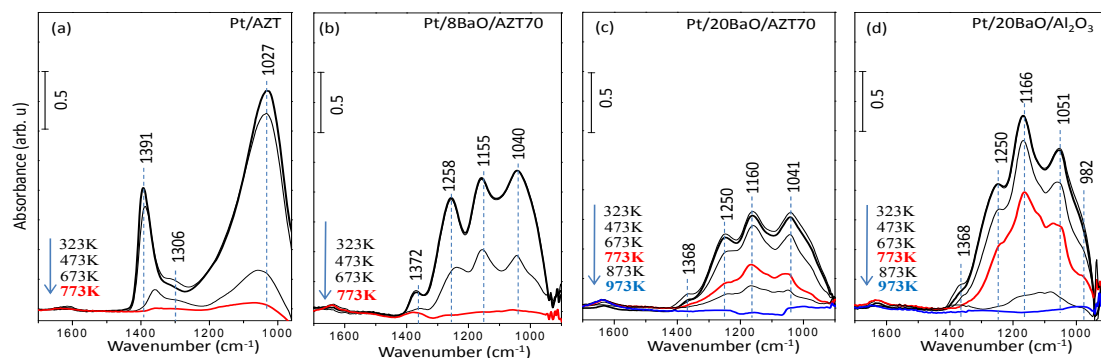 (a) Pt/AZT
1391
1306
1027
0.5
323K
473K
673K
773K
1600 1400 1200 1000
Wavenumber (cm⁻¹)
Absorbance (arb. u)
(b) Pt/8BaO/AZT70
1372
1258
1155
1040
0.5
323K
473K
673K
773K
1600 1400 1200 1000
Wavenumber (cm⁻¹)
(c) Pt/20BaO/AZT70
1368
1250
1160
1041
0.5
323K
473K
673K
773K
873K
973K
1600 1400 1200 1000
Wavenumber (cm⁻¹)
(d) Pt/20BaO/Al₂O₃
1368
1250
1166
1051
982
0.5
323K
473K
673K
773K
873K
973K
1600 1400 1200 1000
Wavenumber (cm⁻¹)